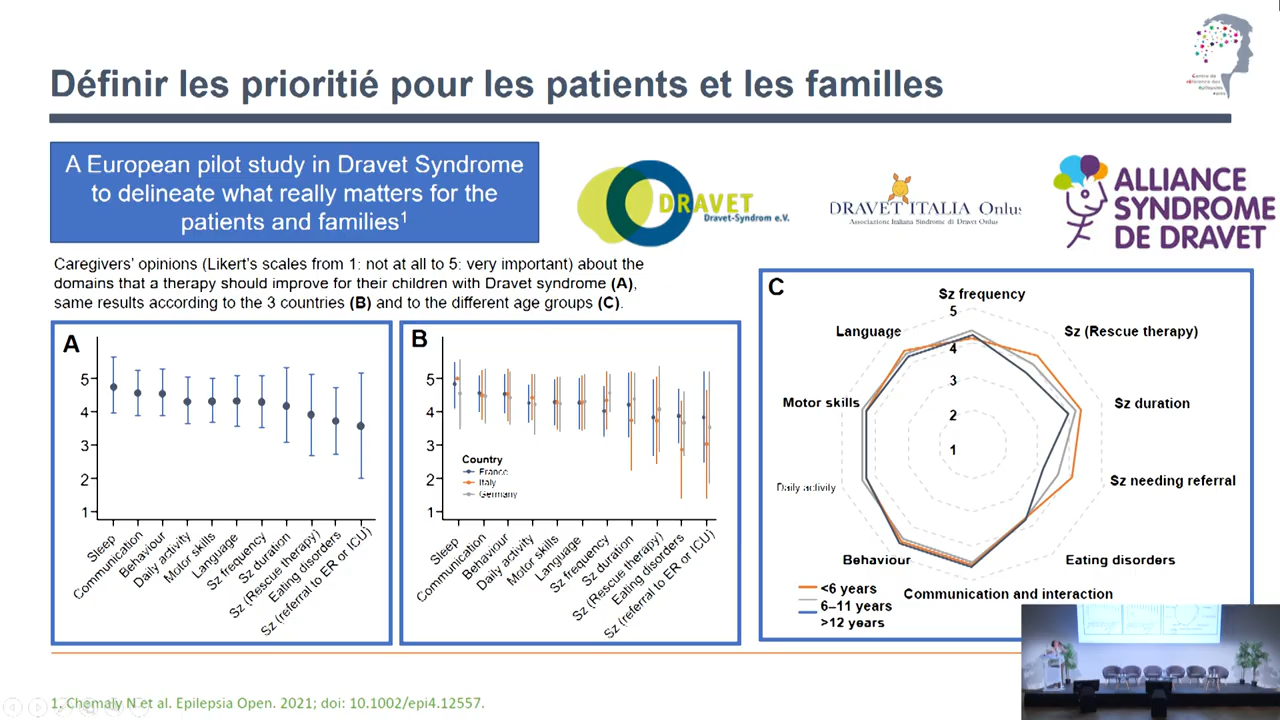 Définir les prioritié pour les patients et les familles
Centre de
référence des
épilepsies
rares
A European pilot study in Dravet Syndrome
to delineate what really matters for the
patients and families1
DRAVET
Dravet-Syndrom e.V.
DRAVET ITALIA Onlus
Associazione Italiana Sindrome di Dravet Onlus
ALLIANCE
SYNDROME
DE DRAVET
Caregivers' opinions (Likert's scales from 1: not at all to 5: very important) about the
domains that a therapy should improve for their children with Dravet syndrome (A),
same results according to the 3 countries (B) and to the different age groups (C).
A
5
4
3
2
1
Sleep
Communication
Behaviour
Daily activity
Motor skills
Language
Sz frequency
Sz duration
Sz (Rescue therapy)
Eating disorders
Sz (referral to ER or ICU)
B
5
4
3
2
1
Country
France
Italy
Germany
Sleep
Communication
Behaviour
Daily activity
Motor skills
Language
Sz frequency
Sz duration
Sz (Rescue therapy)
Eating disorders
Sz (referral to ER or ICU)
C
Sz frequency
5
Language
Sz (Rescue therapy)
4
3
Motor skills
Sz duration
2
1
Daily activity
Sz needing referral
Behaviour
Eating disorders
<6 years
Communication and interaction
6–11 years
>12 years
1. Chemaly N et al. Epilepsia Open. 2021; doi: 10.1002/epi4.12557.